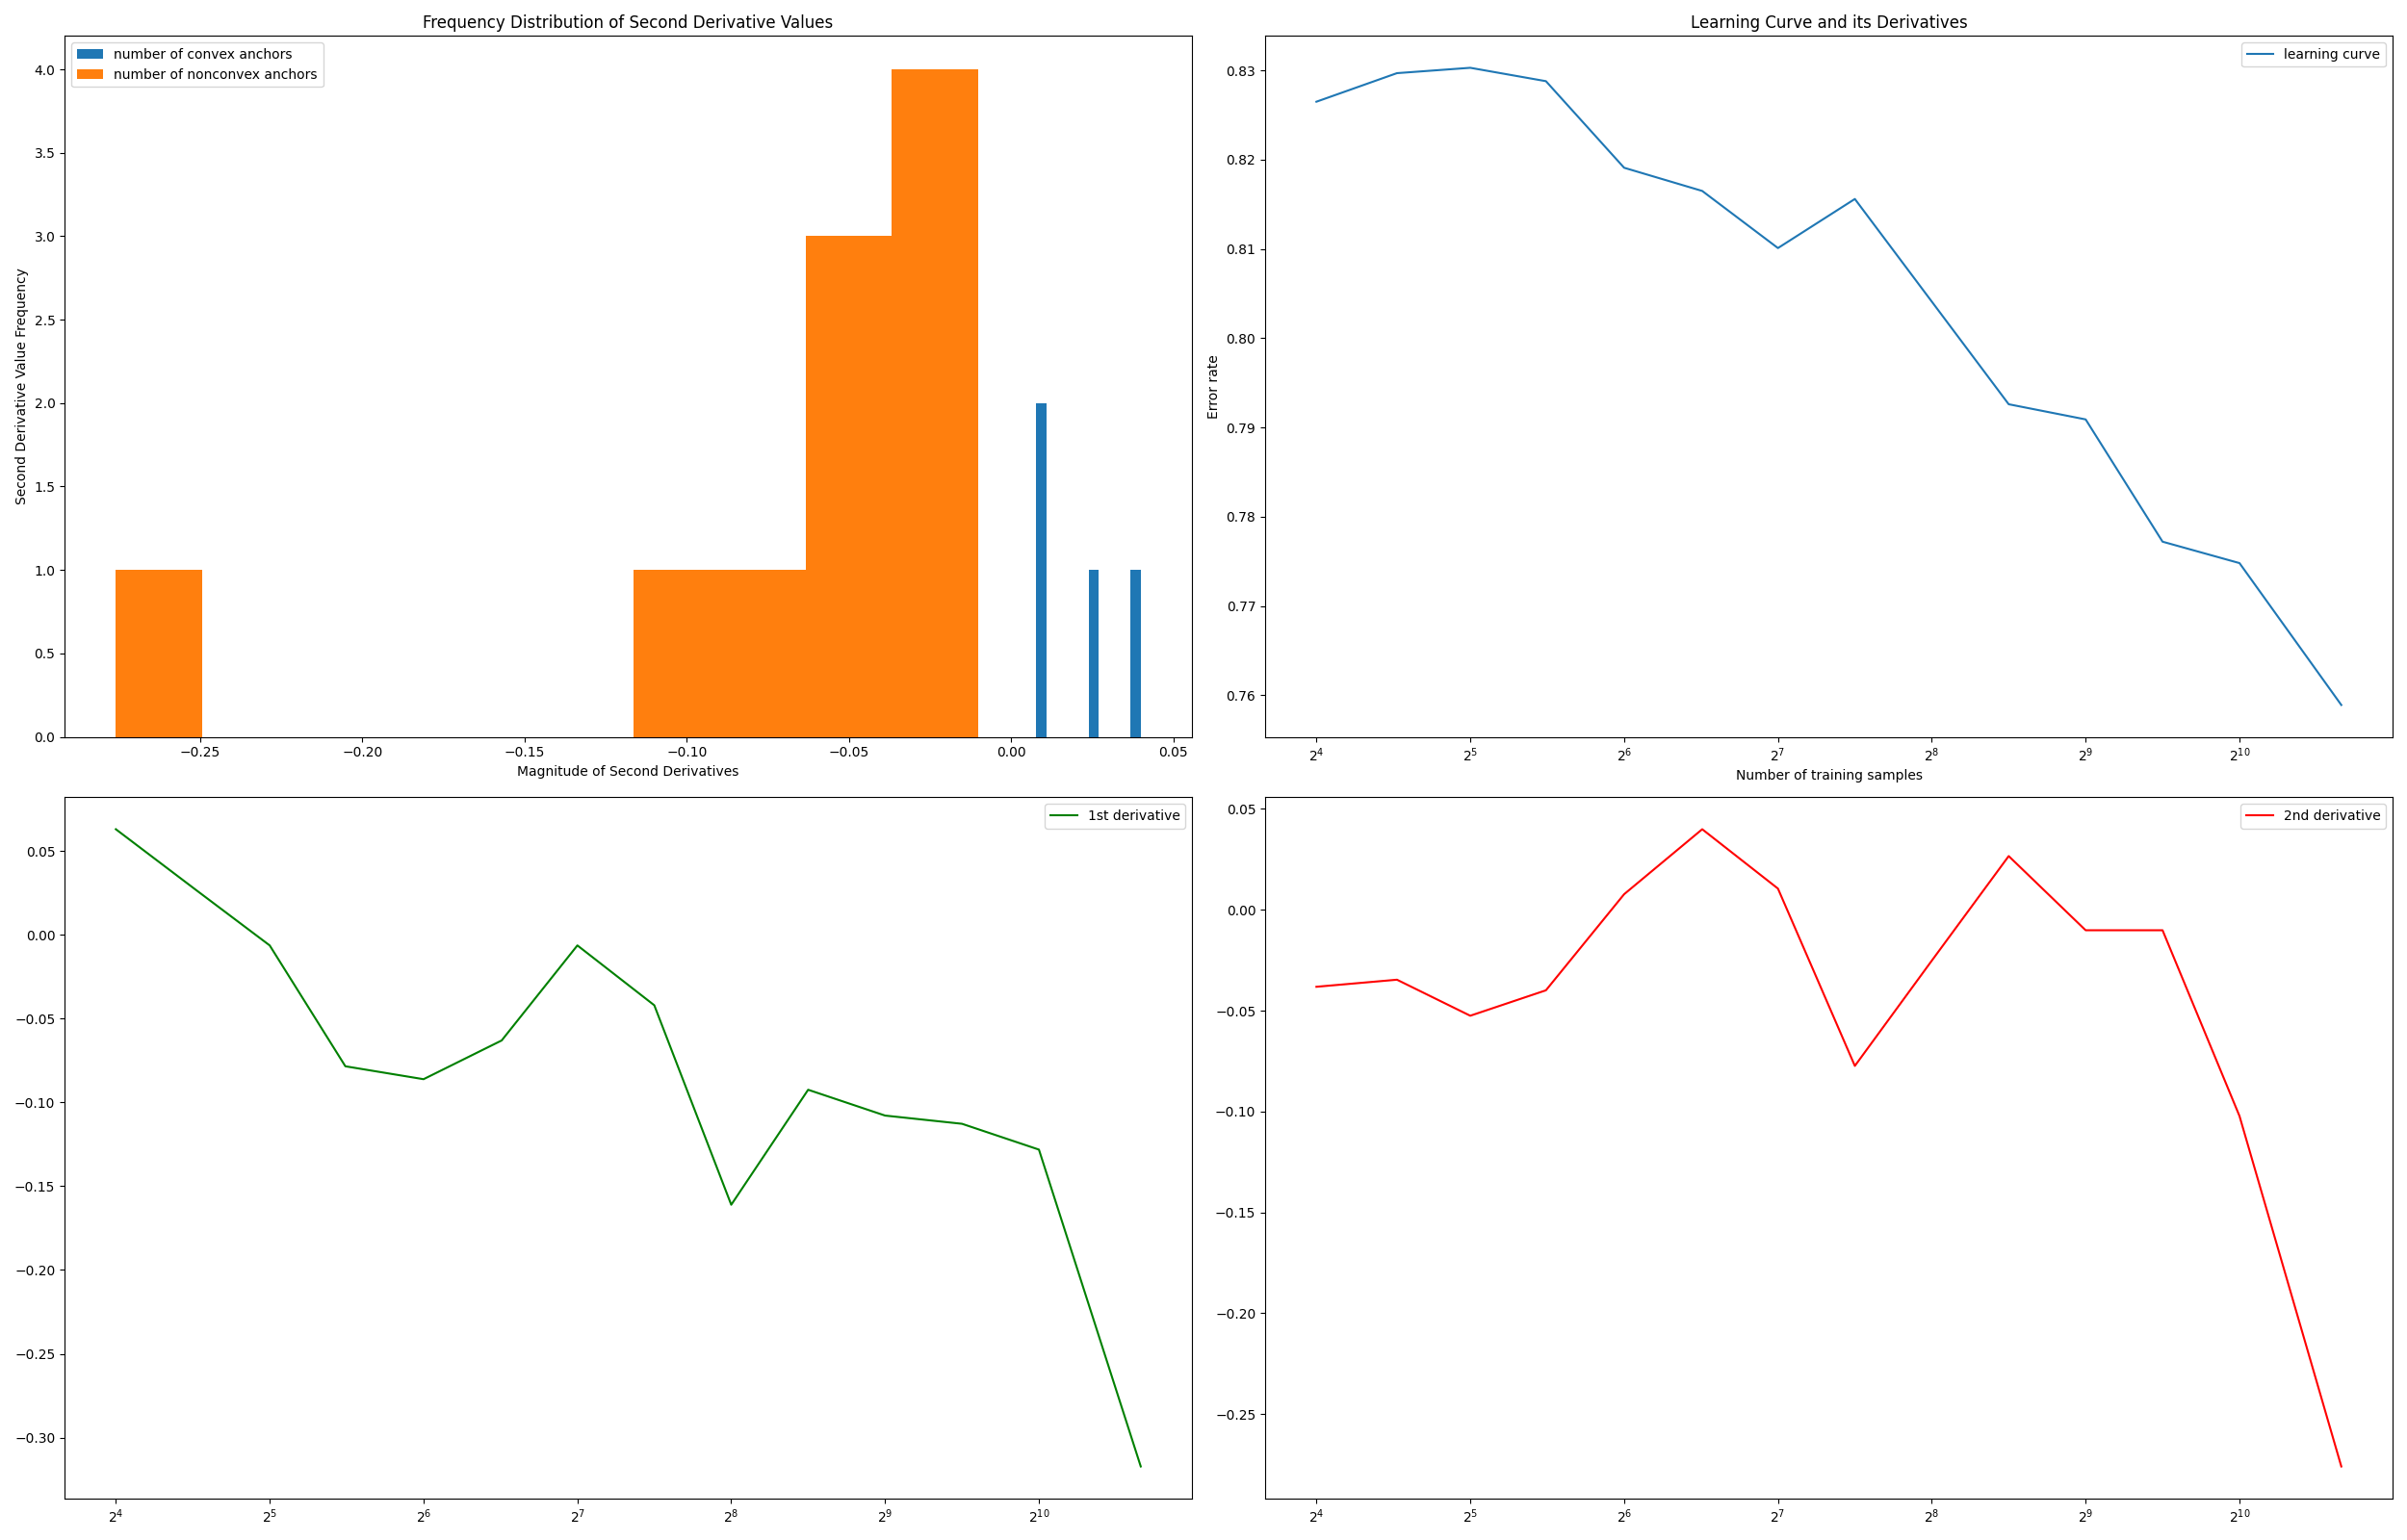 Frequency Distribution of Second Derivative Values
number of convex anchors
number of nonconvex anchors
4.0
3.5
3.0
2.5
2.0
1.5
1.0
0.5
0.0
Second Derivative Value Frequency
−0.25 −0.20 −0.15 −0.10 −0.05 0.00 0.05
Magnitude of Second Derivatives
Learning Curve and its Derivatives
learning curve
0.83
0.82
0.81
0.80
0.79
0.78
0.77
0.76
Error rate
2⁴ 2⁵ 2⁶ 2⁷ 2⁸ 2⁹ 2¹⁰
Number of training samples
1st derivative
0.05
0.00
−0.05
−0.10
−0.15
−0.20
−0.25
−0.30
2⁴ 2⁵ 2⁶ 2⁷ 2⁸ 2⁹ 2¹⁰
2nd derivative
0.05
0.00
−0.05
−0.10
−0.15
−0.20
−0.25
2⁴ 2⁵ 2⁶ 2⁷ 2⁸ 2⁹ 2¹⁰